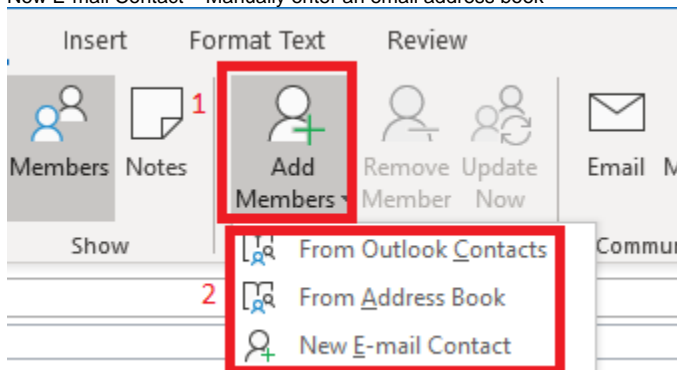 New E-mail Contact – Manually enter an email address book
Insert Format Text Review
1
Members Notes Add Members Remove Member Update Now Email M
Show Commun
2
From Outlook Contacts
From Address Book
New E-mail Contact